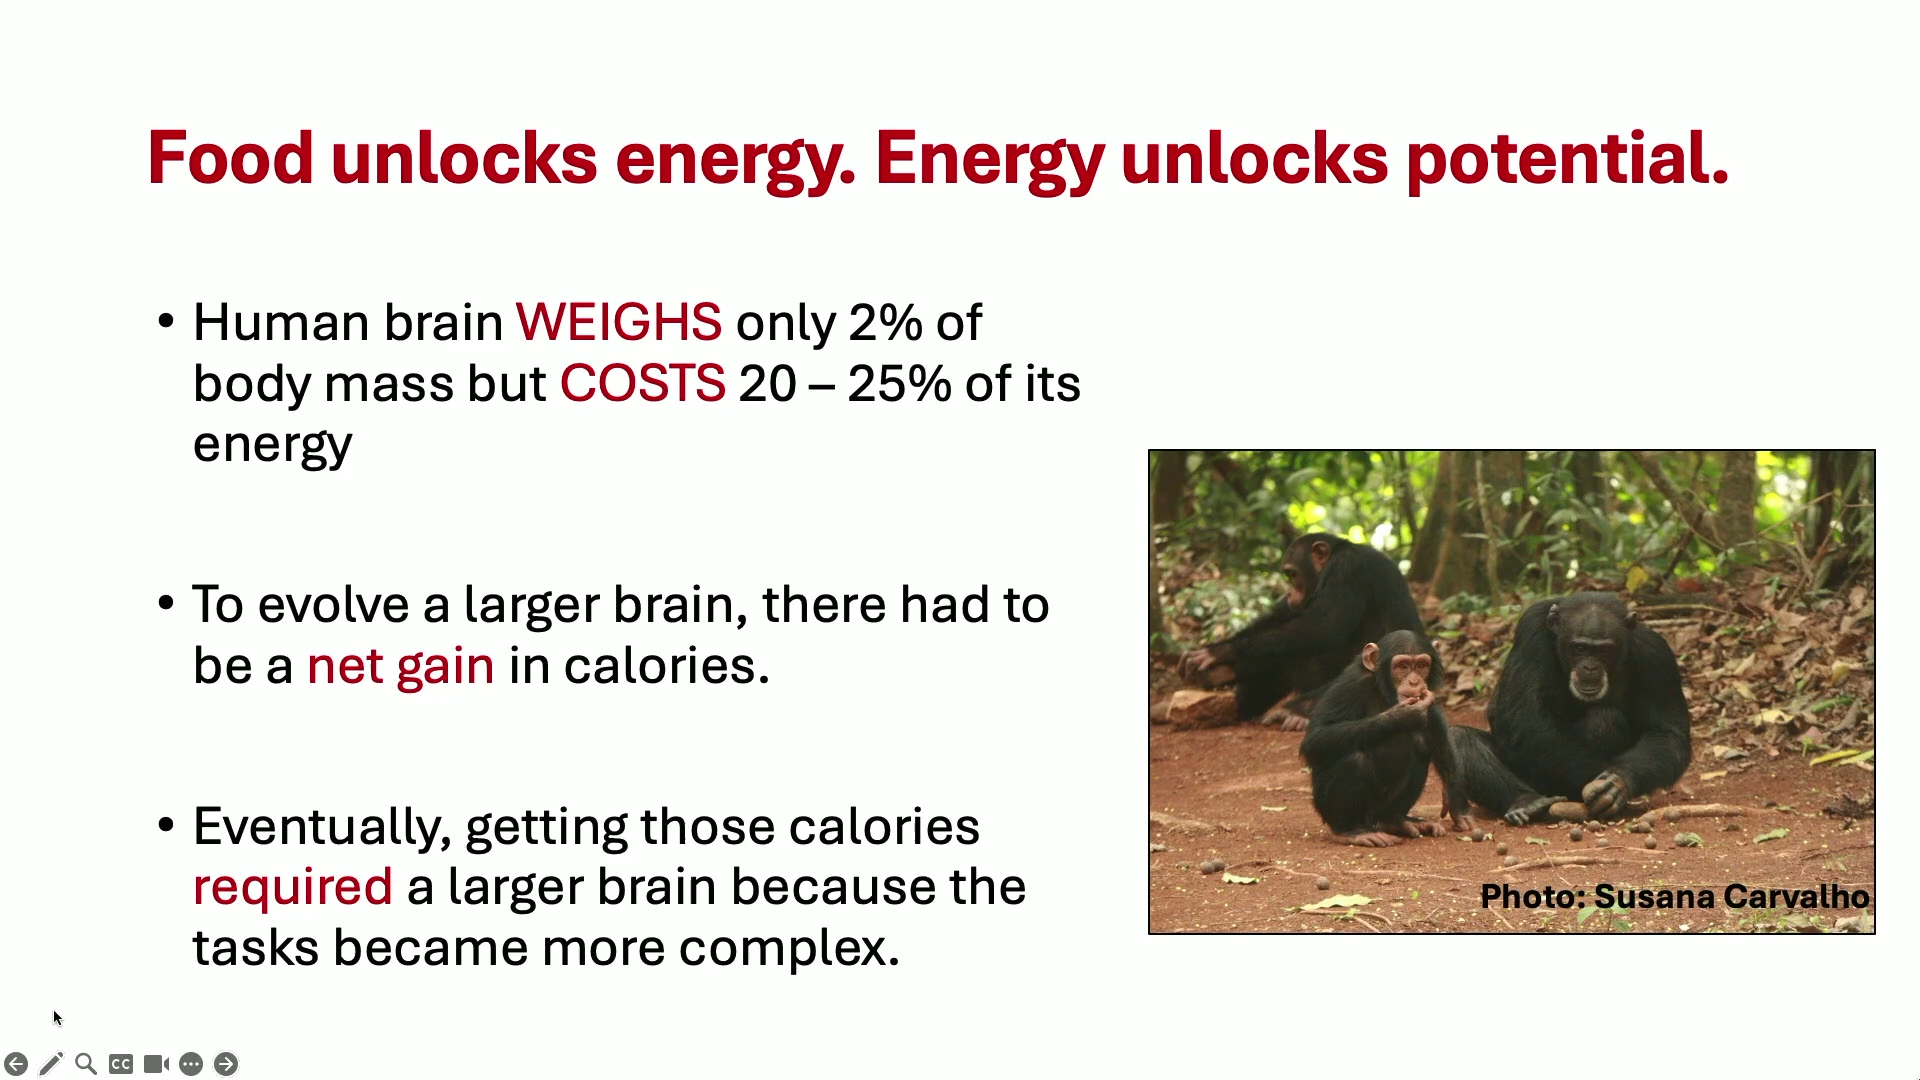 Food unlocks energy. Energy unlocks potential.
• Human brain WEIGHS only 2% of
body mass but COSTS 20 – 25% of its
energy
• To evolve a larger brain, there had to
be a net gain in calories.
• Eventually, getting those calories
required a larger brain because the
tasks became more complex.
Photo: Susana Carvalho
CC